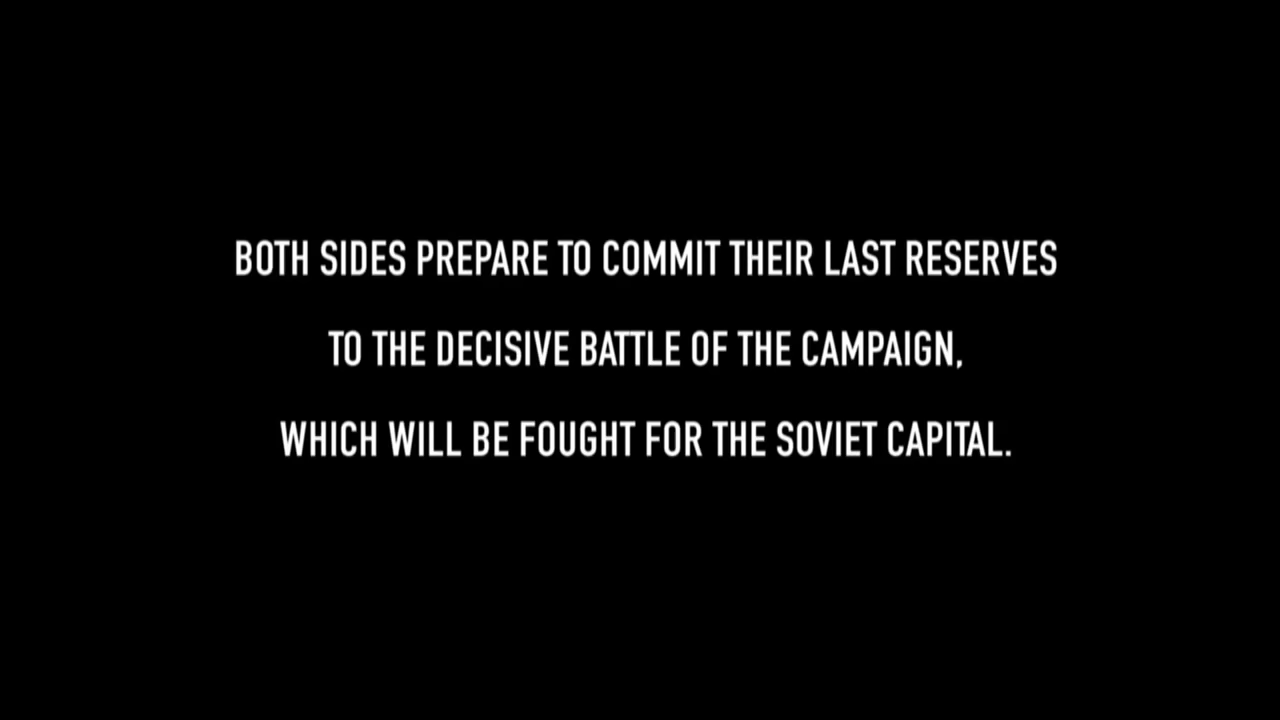 BOTH SIDES PREPARE TO COMMIT THEIR LAST RESERVES
TO THE DECISIVE BATTLE OF THE CAMPAIGN,
WHICH WILL BE FOUGHT FOR THE SOVIET CAPITAL.